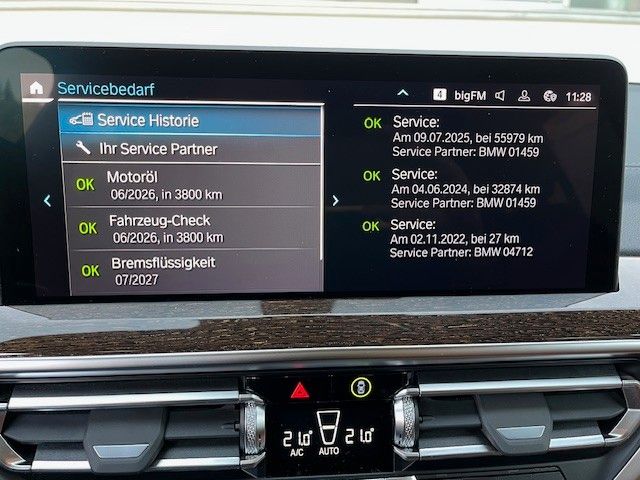 Servicebedarf
4 bigFM 11:28
Service Historie
Ihr Service Partner
OK Motoröl
06/2026, in 3800 km
OK Fahrzeug-Check
06/2026, in 3800 km
OK Bremsflüssigkeit
07/2027
OK Service:
Am 09.07.2025, bei 55979 km
Service Partner: BMW 01459
OK Service:
Am 04.06.2024, bei 32874 km
Service Partner: BMW 01459
OK Service:
Am 02.11.2022, bei 27 km
Service Partner: BMW 04712
21.0 21.0
A/C AUTO